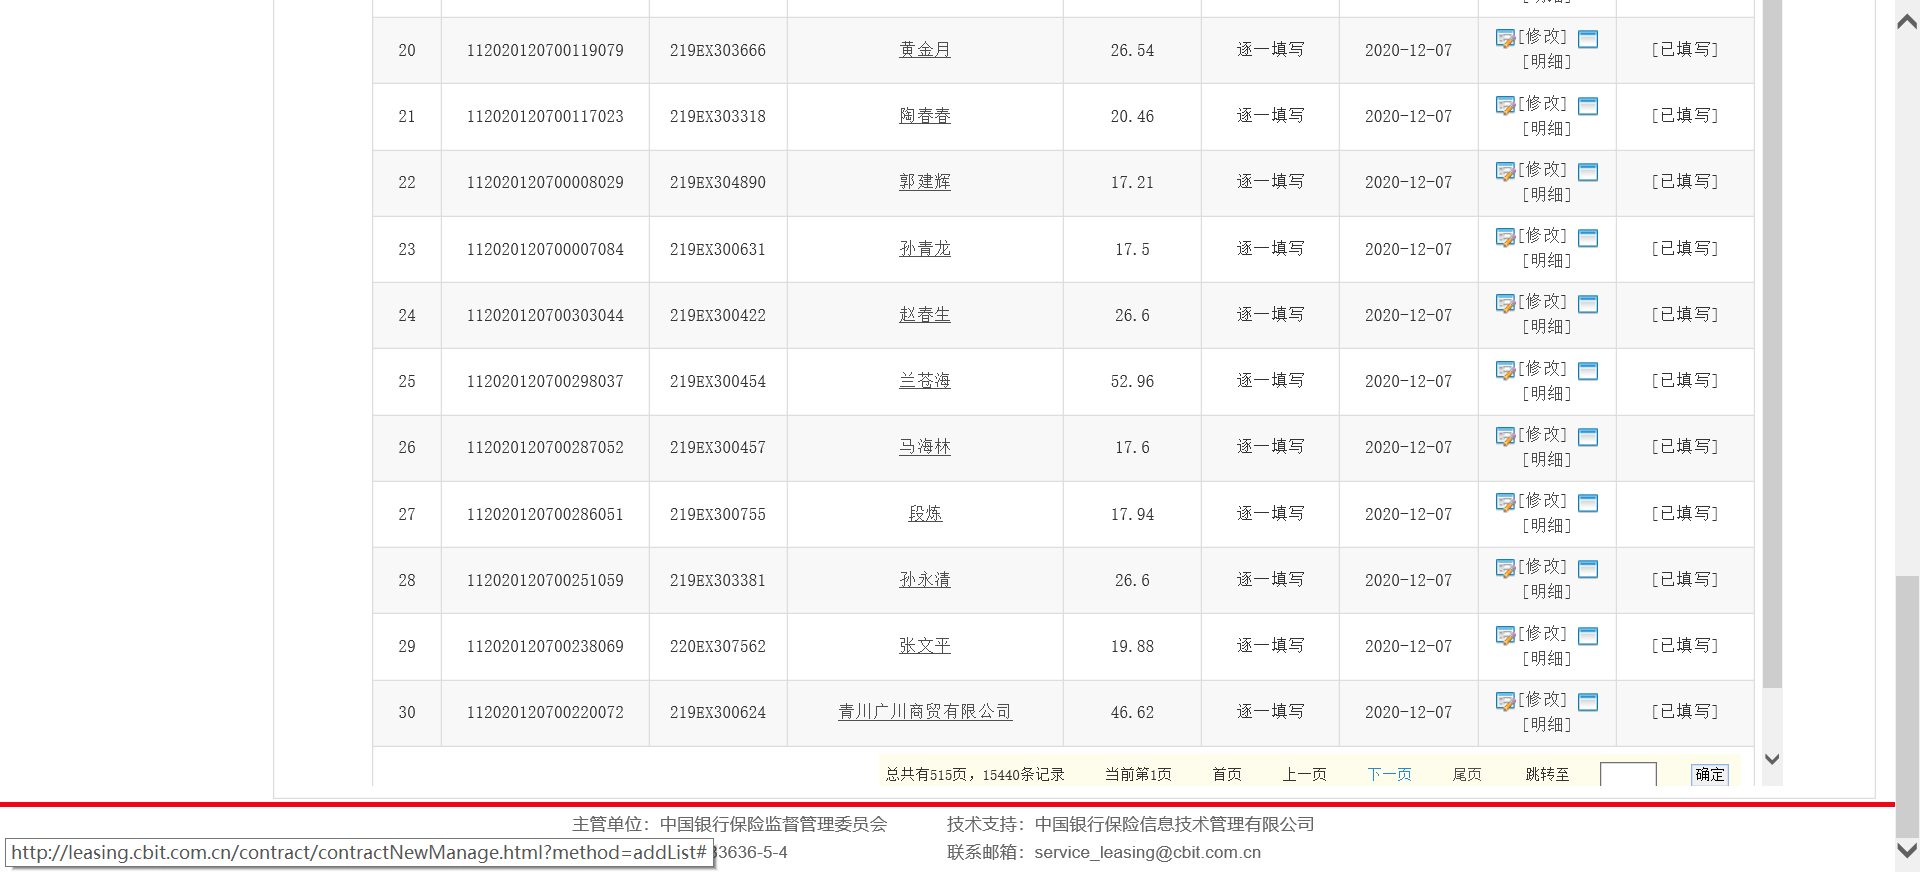 20 112020120700119079 219EX303666 黄金月 26.54 逐一填写 2020-12-07 [修改] [明细] [已填写]
21 112020120700117023 219EX303318 陶春春 20.46 逐一填写 2020-12-07 [修改] [明细] [已填写]
22 112020120700008029 219EX304890 郭建辉 17.21 逐一填写 2020-12-07 [修改] [明细] [已填写]
23 112020120700007084 219EX300631 孙青龙 17.5 逐一填写 2020-12-07 [修改] [明细] [已填写]
24 112020120700303044 219EX300422 赵春生 26.6 逐一填写 2020-12-07 [修改] [明细] [已填写]
25 112020120700298037 219EX300454 兰苍海 52.96 逐一填写 2020-12-07 [修改] [明细] [已填写]
26 112020120700287052 219EX300457 马海林 17.6 逐一填写 2020-12-07 [修改] [明细] [已填写]
27 112020120700286051 219EX300755 段炼 17.94 逐一填写 2020-12-07 [修改] [明细] [已填写]
28 112020120700251059 219EX303381 孙永清 26.6 逐一填写 2020-12-07 [修改] [明细] [已填写]
29 112020120700238069 220EX307562 张文平 19.88 逐一填写 2020-12-07 [修改] [明细] [已填写]
30 112020120700220072 219EX300624 青川广川商贸有限公司 46.62 逐一填写 2020-12-07 [修改] [明细] [已填写]
总共有515页，15440条记录 当前第1页 首页 上一页 下一页 尾页 跳转至 确定
主管单位：中国银行保险监督管理委员会 技术支持：中国银行保险信息技术管理有限公司
http://leasing.cbit.com.cn/contract/contractNewManage.html?method=addList# 33636-5-4 联系邮箱：service_leasing@cbit.com.cn